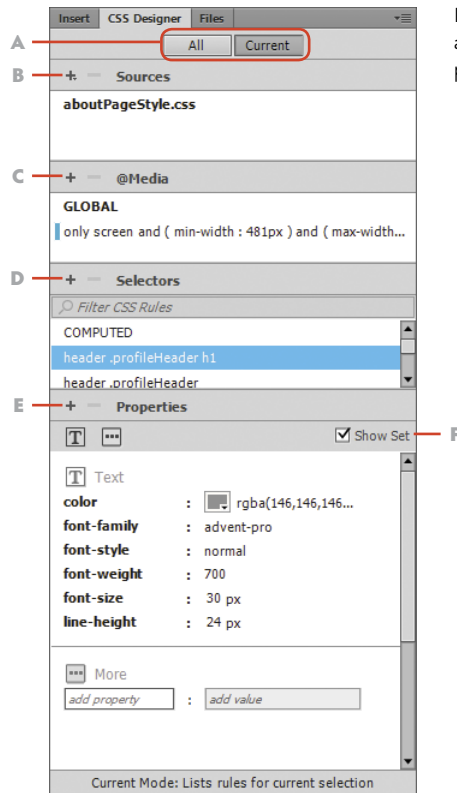 Insert CSS Designer Files
A All Current
B Sources
aboutPageStyle.css
C @Media
GLOBAL
only screen and ( min-width : 481px ) and ( max-width...
D Selectors
Filter CSS Rules
COMPUTED
header .profileHeader h1
header .profileHeader
E Properties
T Show Set F
T Text
color : rgba(146,146,146...
font-family : advent-pro
font-style : normal
font-weight : 700
font-size : 30 px
line-height : 24 px
More
add property : add value
Current Mode: Lists rules for current selection